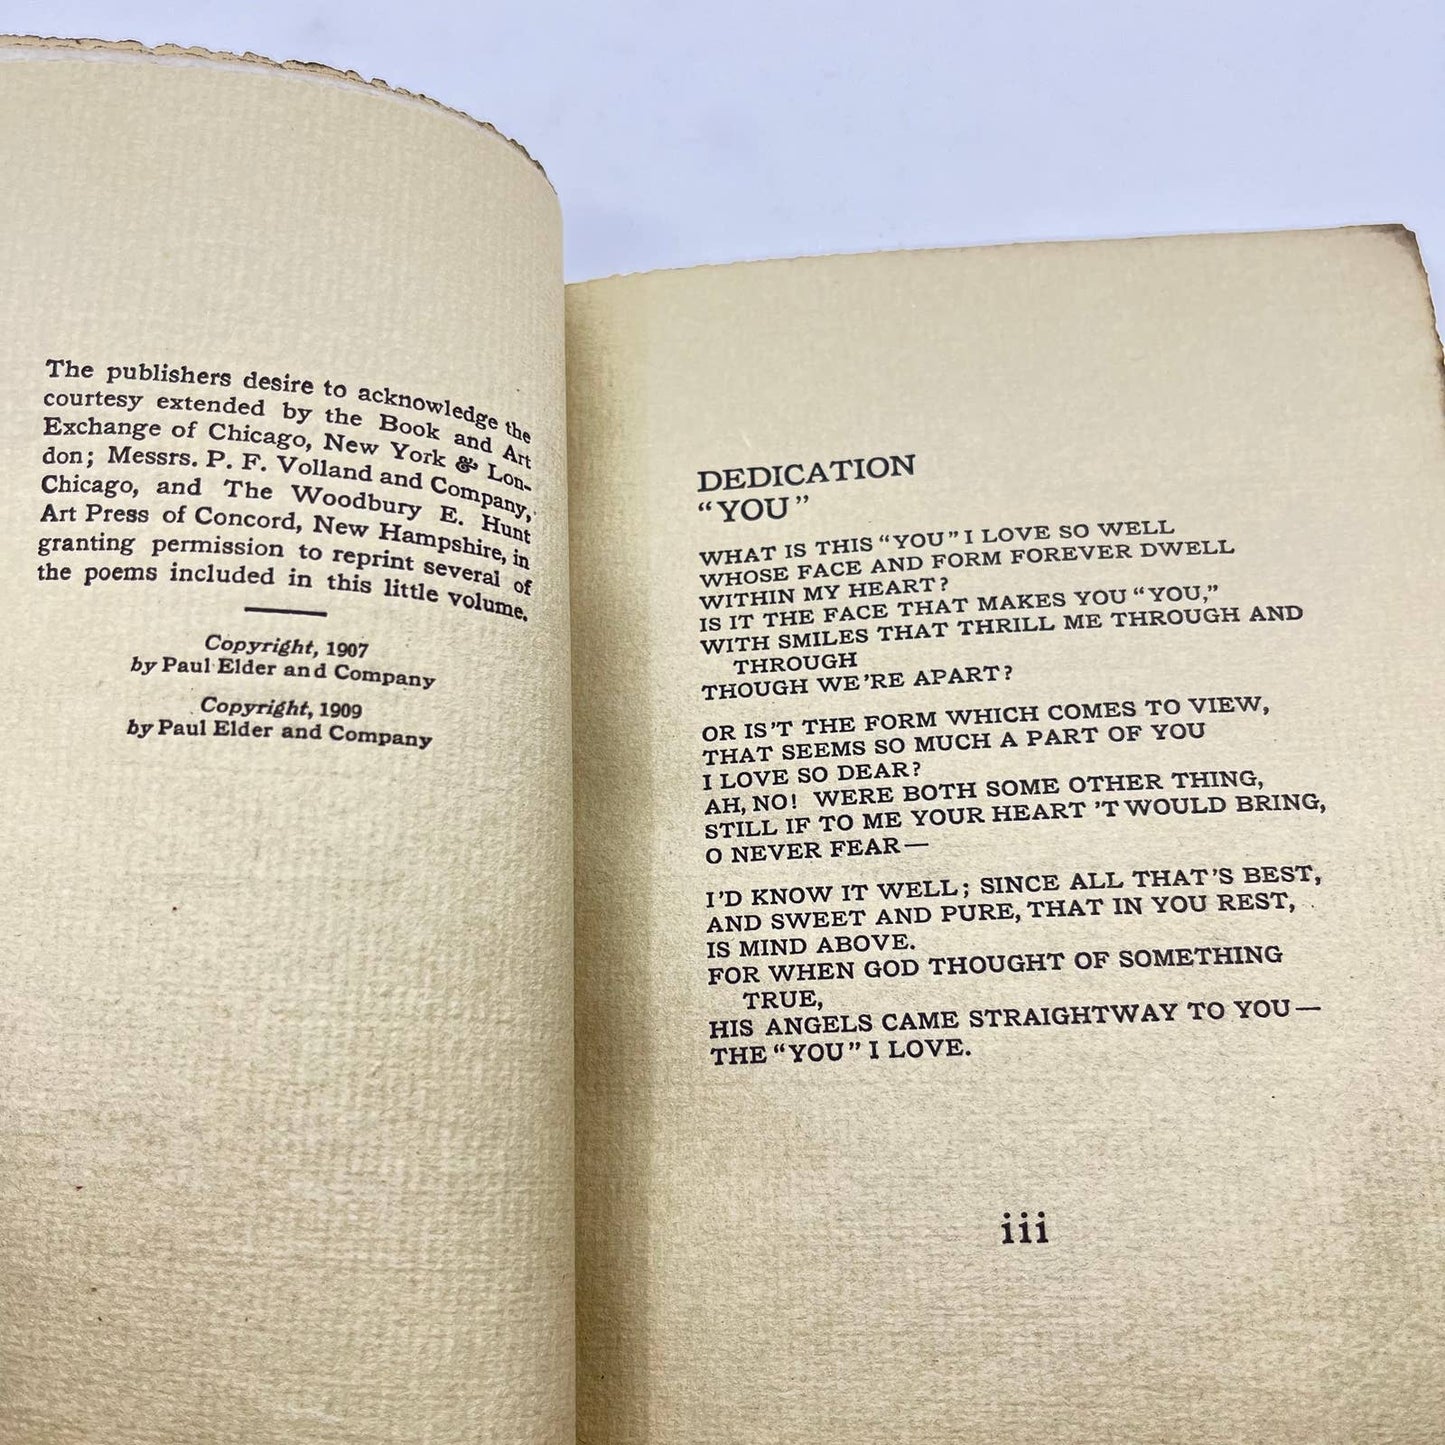 The publishers desire to acknowledge the
courtesy extended by the Book and Art
Exchange of Chicago, New York & Lon-
don; Messrs. P. F. Volland and Company,
Chicago, and The Woodbury E. Hunt
Art Press of Concord, New Hampshire, in
granting permission to reprint several of
the poems included in this little volume.
Copyright, 1907
by Paul Elder and Company
Copyright, 1909
by Paul Elder and Company
DEDICATION
“YOU”
WHAT IS THIS “YOU” I LOVE SO WELL
WHOSE FACE AND FORM FOREVER DWELL
WITHIN MY HEART?
IS IT THE FACE THAT MAKES YOU “YOU,”
WITH SMILES THAT THRILL ME THROUGH AND
THROUGH
THOUGH WE'RE APART?
OR IS'T THE FORM WHICH COMES TO VIEW,
THAT SEEMS SO MUCH A PART OF YOU
I LOVE SO DEAR?
AH, NO! WERE BOTH SOME OTHER THING,
STILL IF TO ME YOUR HEART 'T WOULD BRING,
O NEVER FEAR—
I'D KNOW IT WELL; SINCE ALL THAT'S BEST,
AND SWEET AND PURE, THAT IN YOU REST,
IS MIND ABOVE.
FOR WHEN GOD THOUGHT OF SOMETHING
TRUE,
HIS ANGELS CAME STRAIGHTWAY TO YOU—
THE “YOU” I LOVE.
iii